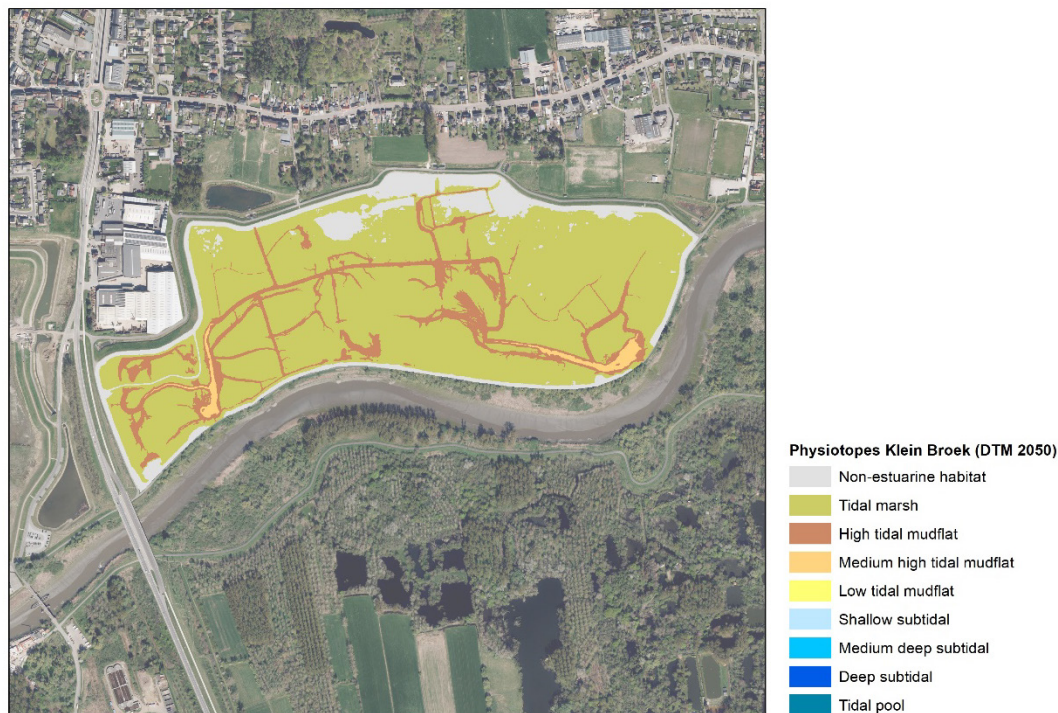 Physiotopes Klein Broek (DTM 2050)
Non-estuarine habitat
Tidal marsh
High tidal mudflat
Medium high tidal mudflat
Low tidal mudflat
Shallow subtidal
Medium deep subtidal
Deep subtidal
Tidal pool